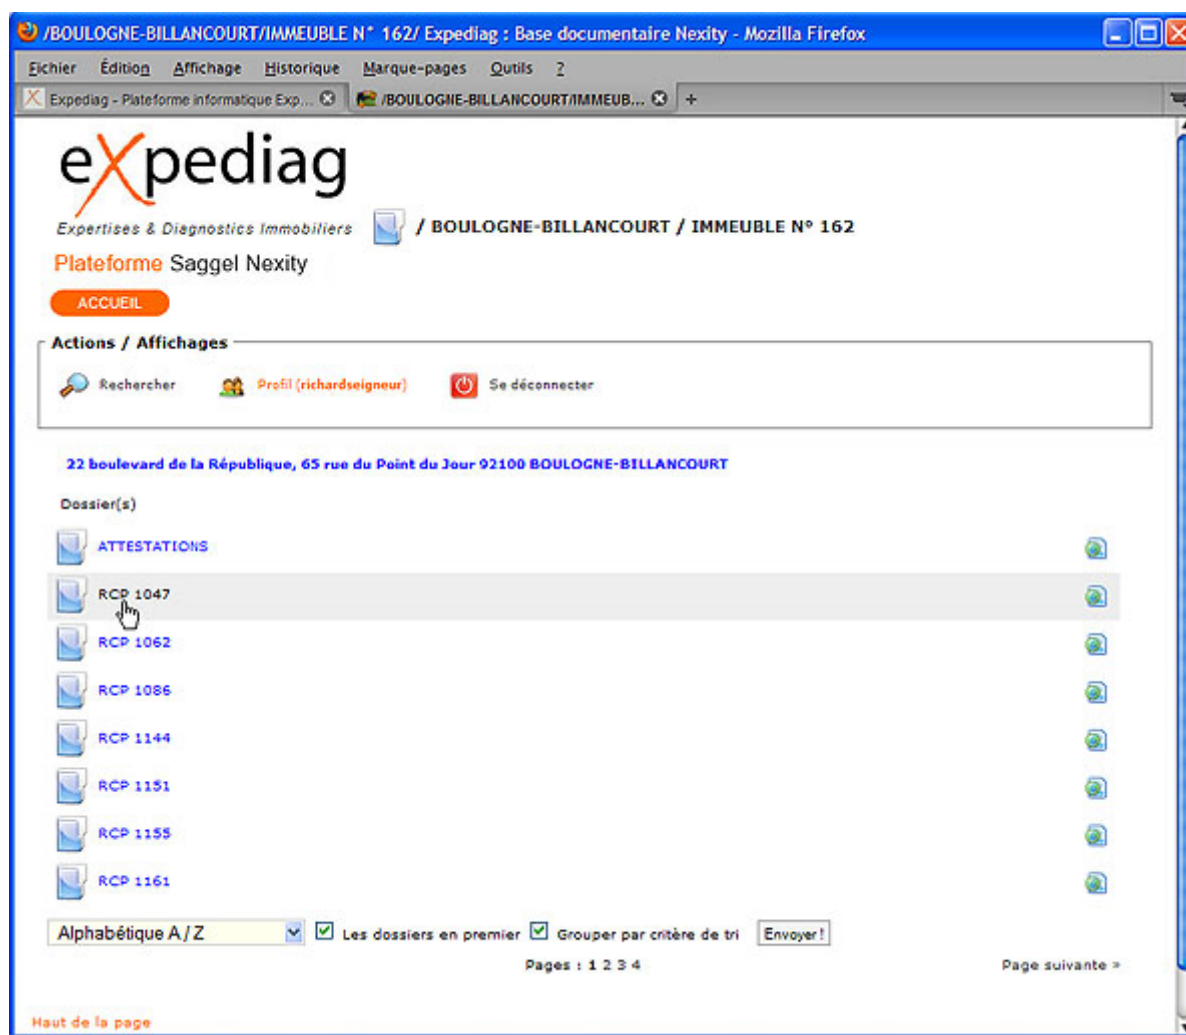 /BOULOGNE-BILLANCOURT/IMMEUBLE N° 162/ Expediag : Base documentaire Nexity - Mozilla Firefox
Fichier Édition Affichage Historique Marque-pages Outils ?
Expediag - Plateforme informatique Exp... /BOULOGNE-BILLANCOURT/IMMEUB... +
eXpediag
Expertises & Diagnostics Immobiliers / BOULOGNE-BILLANCOURT / IMMEUBLE Nº 162
Plateforme Saggel Nexity
ACCUEIL
Actions / Affichages
Rechercher Profil (richardseigneur) Se déconnecter
22 boulevard de la République, 65 rue du Point du Jour 92100 BOULOGNE-BILLANCOURT
Dossier(s)
ATTESTATIONS
RCP 1047
RCP 1062
RCP 1086
RCP 1144
RCP 1151
RCP 1155
RCP 1161
Alphabétique A / Z Les dossiers en premier Grouper par critère de tri Envoyer !
Pages : 1 2 3 4 Page suivante »
Haut de la page